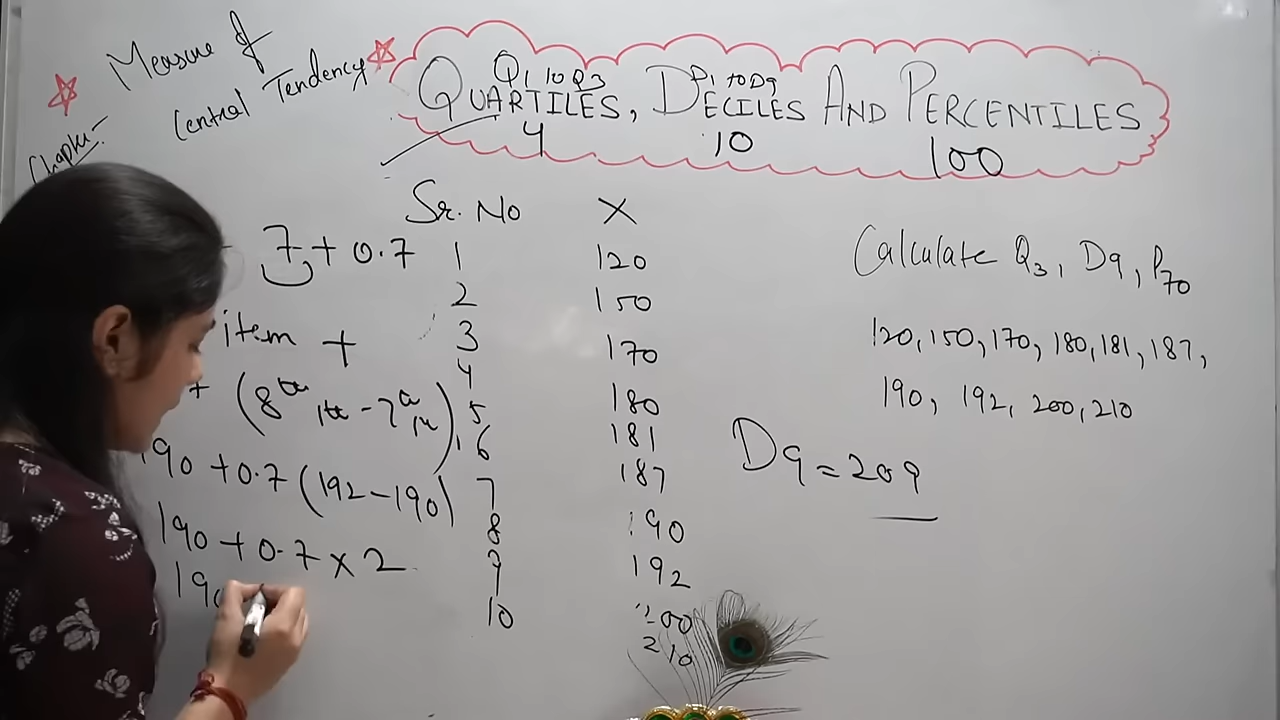 Measure of
Central Tendency
Chapter:-
Q1 to Q3
D1 to D9
QUARTILES, DECILES AND PERCENTILES
4 10 100
Sr. No X
1 120
2 150
3 170
4 180
5 181
6 187
7 190
8 192
9 200
10 210
7 + 0.7
item +
+ (8th it - 7th it)
190 + 0.7 (192 - 190)
190 + 0.7 x 2
190
Calculate Q3, D9, P70
120, 150, 170, 180, 181, 187,
190, 192, 200, 210
D9 = 209